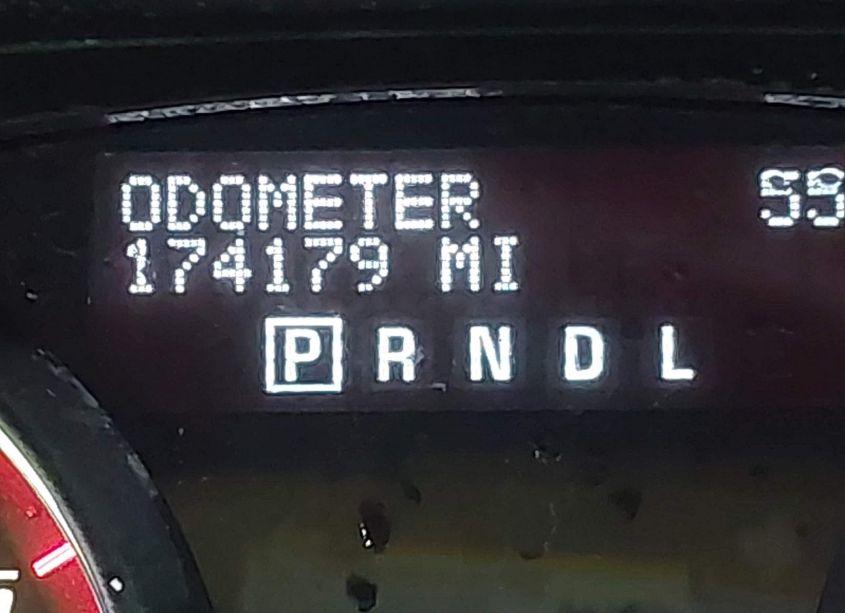 ODOMETER
174179 MI
P R N D L